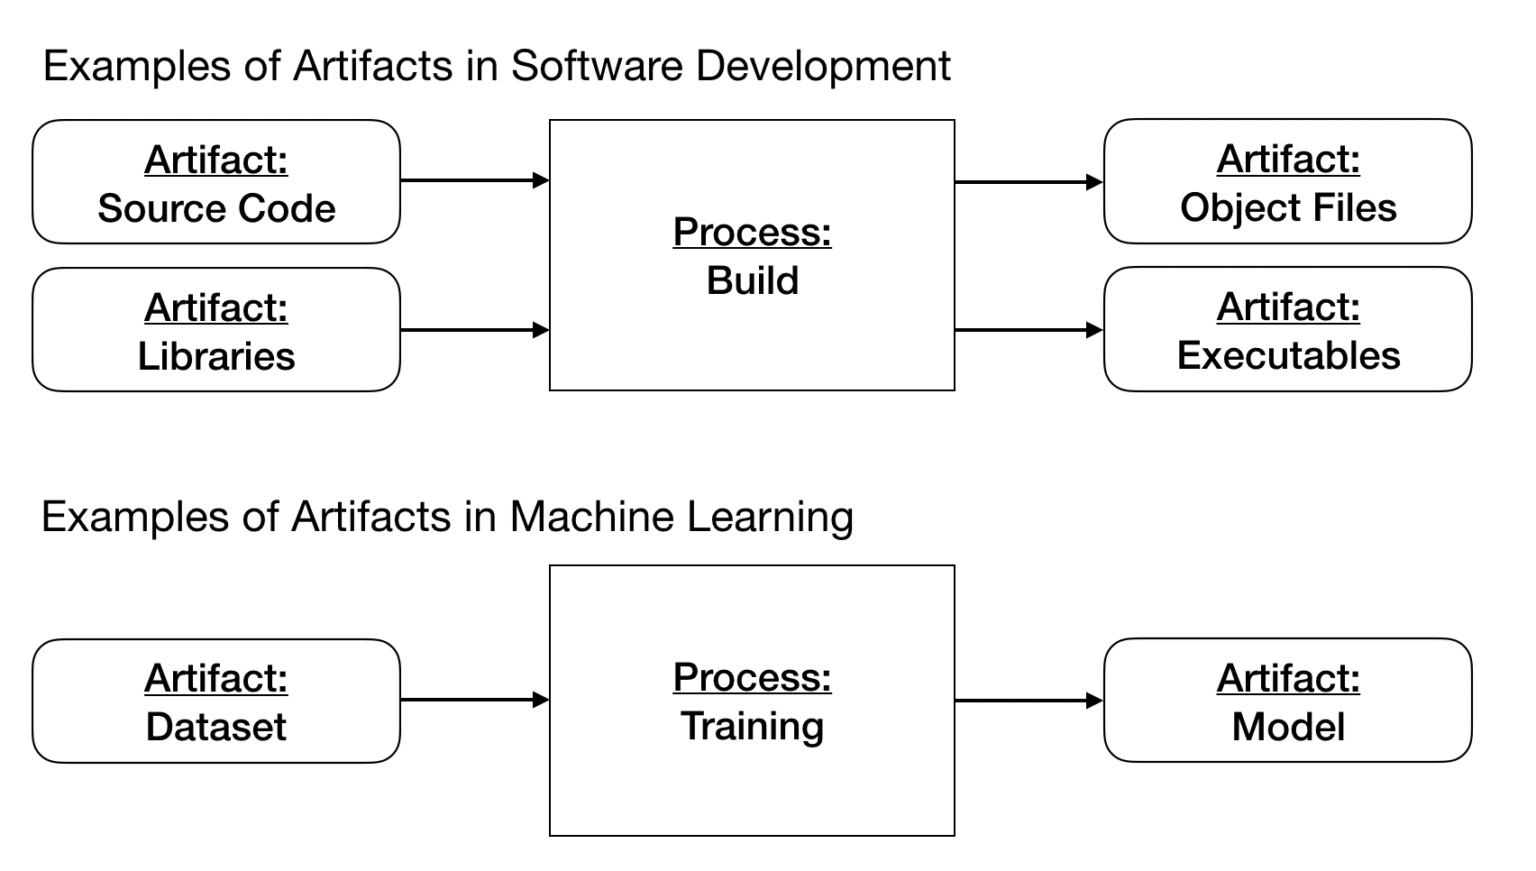 Examples of Artifacts in Software Development
Artifact:
Source Code
Artifact:
Libraries
Process:
Build
Artifact:
Object Files
Artifact:
Executables
Examples of Artifacts in Machine Learning
Artifact:
Dataset
Process:
Training
Artifact:
Model